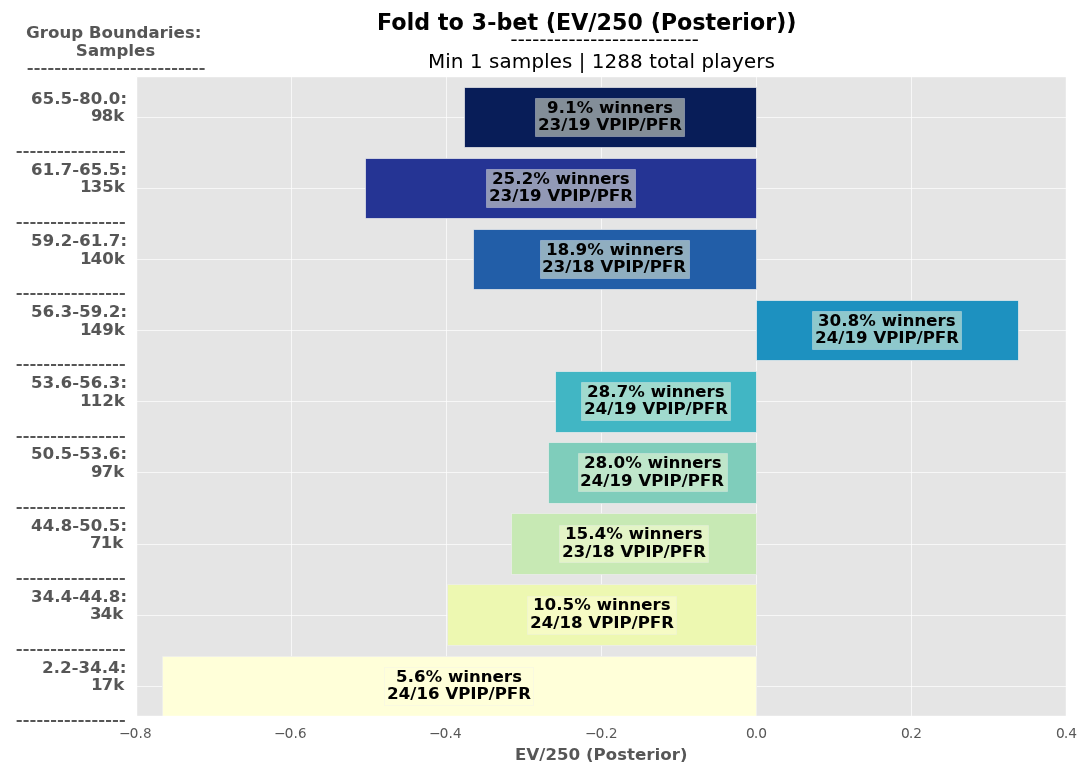 Fold to 3-bet (EV/250 (Posterior))
-------------------------
Min 1 samples | 1288 total players
Group Boundaries:
Samples
--------------------------
65.5-80.0:
98k
9.1% winners
23/19 VPIP/PFR
----------------
61.7-65.5:
135k
25.2% winners
23/19 VPIP/PFR
----------------
59.2-61.7:
140k
18.9% winners
23/18 VPIP/PFR
----------------
56.3-59.2:
149k
30.8% winners
24/19 VPIP/PFR
----------------
53.6-56.3:
112k
28.7% winners
24/19 VPIP/PFR
----------------
50.5-53.6:
97k
28.0% winners
24/19 VPIP/PFR
----------------
44.8-50.5:
71k
15.4% winners
23/18 VPIP/PFR
----------------
34.4-44.8:
34k
10.5% winners
24/18 VPIP/PFR
----------------
2.2-34.4:
17k
5.6% winners
24/16 VPIP/PFR
----------------
−0.8 −0.6 −0.4 −0.2 0.0 0.2 0.4
EV/250 (Posterior)